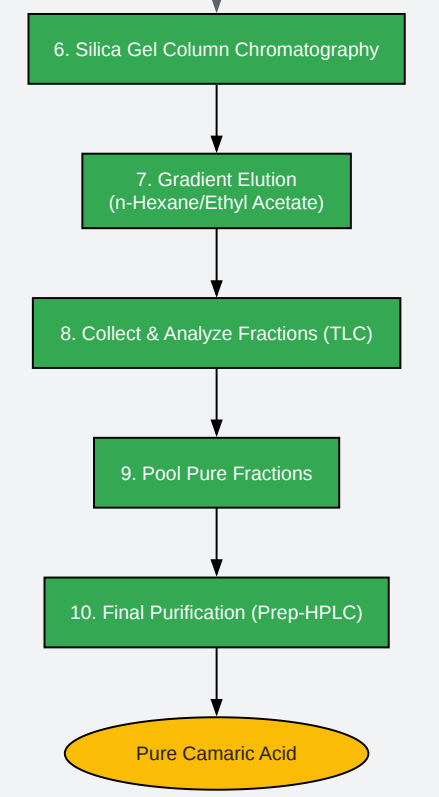 6. Silica Gel Column Chromatography
7. Gradient Elution
(n-Hexane/Ethyl Acetate)
8. Collect & Analyze Fractions (TLC)
9. Pool Pure Fractions
10. Final Purification (Prep-HPLC)
Pure Camaric Acid